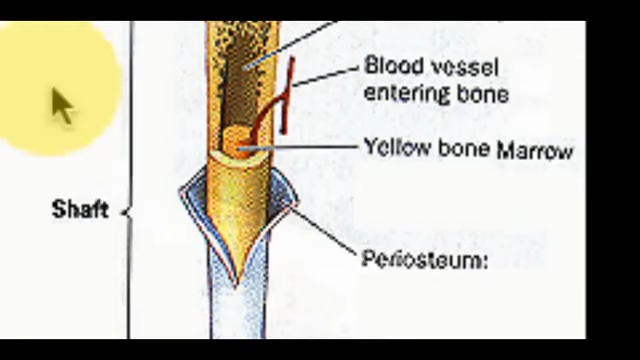 Blood vessel
entering bone
Yellow bone Marrow
Shaft
Periosteum: